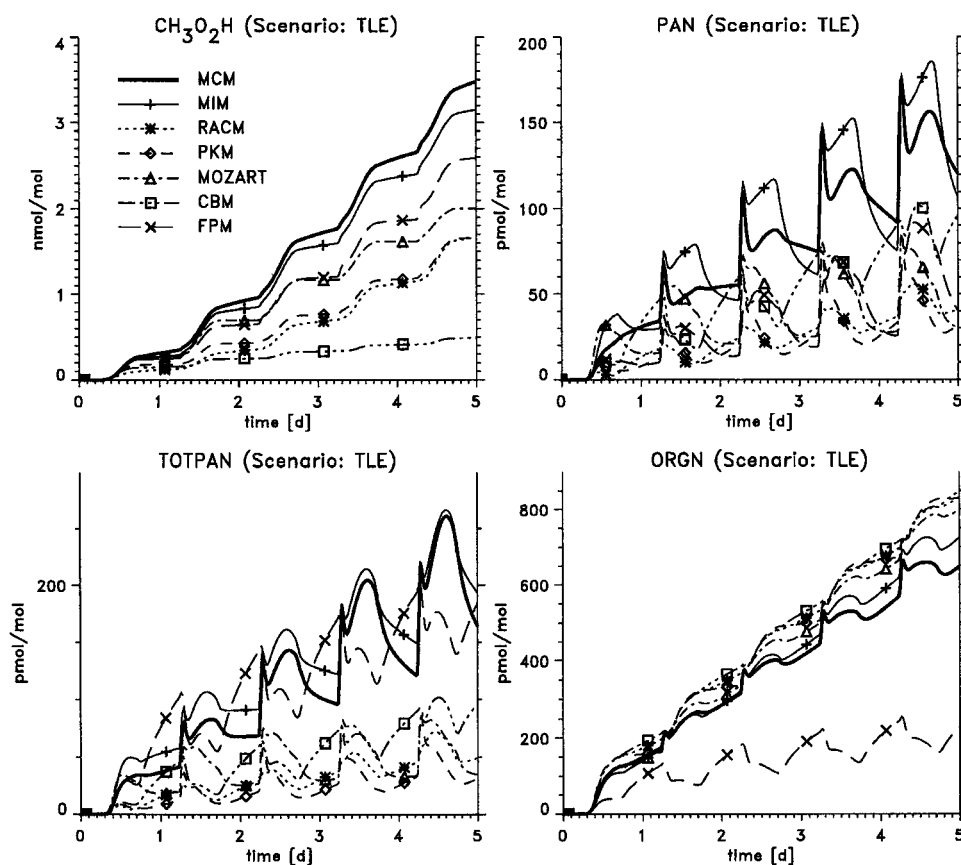 CH3O2H (Scenario: TLE)
4
3
2
1
0
nmol/mol
MCM
MIM
RACM
PKM
MOZART
CBM
FPM
0 1 2 3 4 5
time [d]
PAN (Scenario: TLE)
200
150
100
50
0
pmol/mol
0 1 2 3 4 5
time [d]
TOTPAN (Scenario: TLE)
200
0
pmol/mol
0 1 2 3 4 5
time [d]
ORGN (Scenario: TLE)
800
600
400
200
0
pmol/mol
0 1 2 3 4 5
time [d]